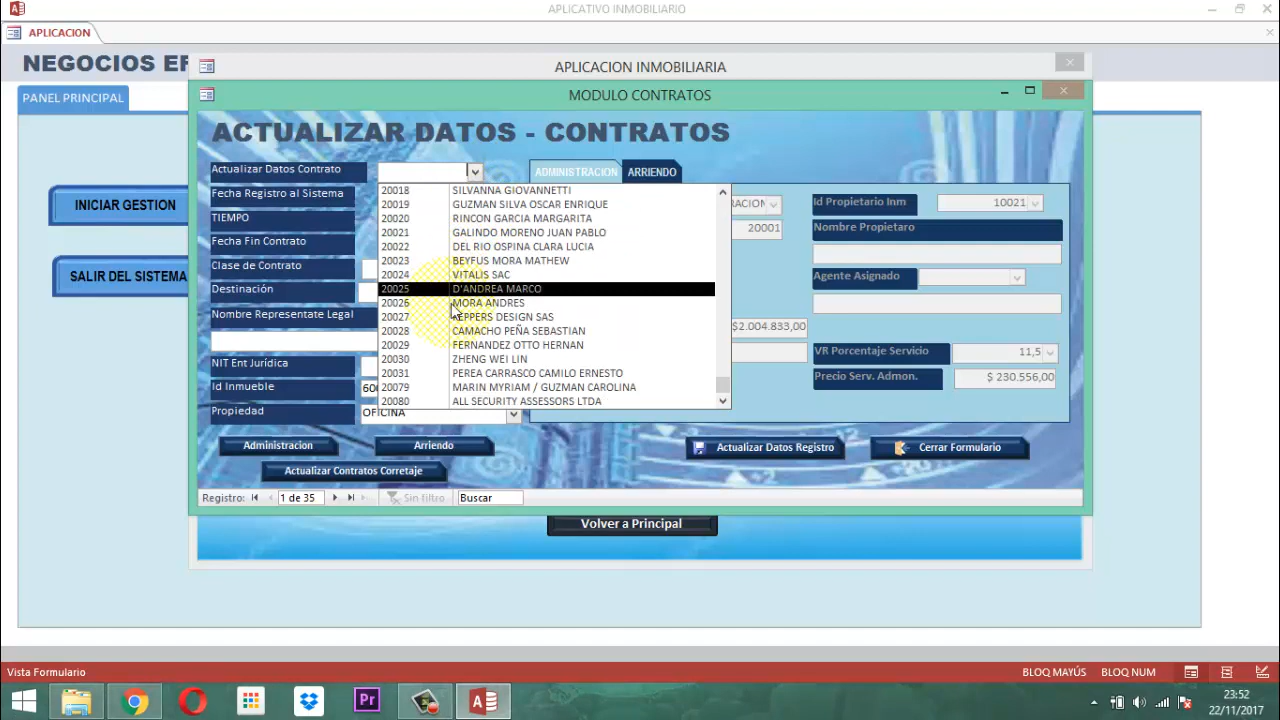 APLICATIVO INMOBILIARIO
APLICACION
NEGOCIOS EF
PANEL PRINCIPAL
INICIAR GESTION
SALIR DEL SISTEMA
APLICACION INMOBILIARIA
MODULO CONTRATOS
ACTUALIZAR DATOS - CONTRATOS
Actualizar Datos Contrato
Fecha Registro al Sistema
TIEMPO
Fecha Fin Contrato
Clase de Contrato
Destinación
Nombre Representate Legal
NIT Ent Jurídica
Id Inmueble
Propiedad
OFICINA
20018 SILVANNA GIOVANNETTI
20019 GUZMAN SILVA OSCAR ENRIQUE
20020 RINCON GARCIA MARGARITA
20021 GALINDO MORENO JUAN PABLO
20022 DEL RIO OSPINA CLARA LUCIA
20023 BEYFUS MORA MATHEW
20024 VITALIS SAC
20025 D'ANDREA MARCO
20026 MORA ANDRES
20027 DESIGN SAS
20028 CAMACHO PEÑA SEBASTIAN
20029 FERNANDEZ OTTO HERNAN
20030 ZHENG WEI LIN
20031 PEREA CARRASCO CAMILO ERNESTO
20079 MARIN MYRIAM / GUZMAN CAROLINA
20080 ALL SECURITY ASSESSORS LTDA
ADMINISTRACION
ARRIENDO
20001
$2.004.833,00
Id Propietario Inm
10021
Nombre Propietaro
Agente Asignado
VR Porcentaje Servicio
11,5
Precio Serv. Admon.
$ 230.556,00
Administracion
Arriendo
Actualizar Contratos Corretaje
Actualizar Datos Registro
Cerrar Formulario
Registro:
1 de 35
Sin filtro
Buscar
Volver a Principal
Vista Formulario
BLOQ MAYÚS
BLOQ NUM
Pr
23:52
22/11/2017